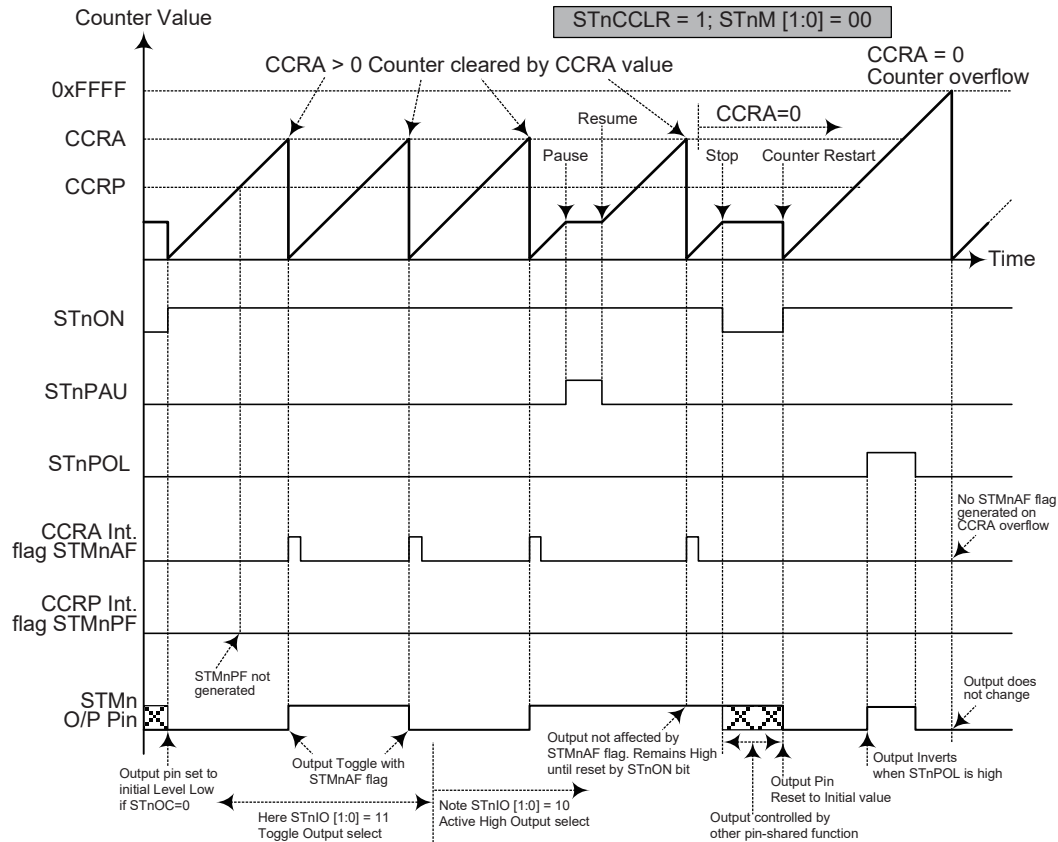 Counter Value
STnCCLR = 1; STnM [1:0] = 00
CCRA > 0 Counter cleared by CCRA value
CCRA = 0
Counter overflow
0xFFFF
CCRA
CCRP
Resume
CCRA=0
Pause
Stop
Counter Restart
Time
STnON
STnPAU
STnPOL
CCRA Int.
flag STMnAF
No STMnAF flag
generated on
CCRA overflow
CCRP Int.
flag STMnPF
STMnPF not
generated
STMn
O/P Pin
Output does
not change
Output pin set to
initial Level Low
if STnOC=0
Output Toggle with
STMnAF flag
Here STnIO [1:0] = 11
Toggle Output select
Note STnIO [1:0] = 10
Active High Output select
Output not affected by
STMnAF flag. Remains High
until reset by STnON bit
Output controlled by
other pin-shared function
Output Pin
Reset to Initial value
Output Inverts
when STnPOL is high